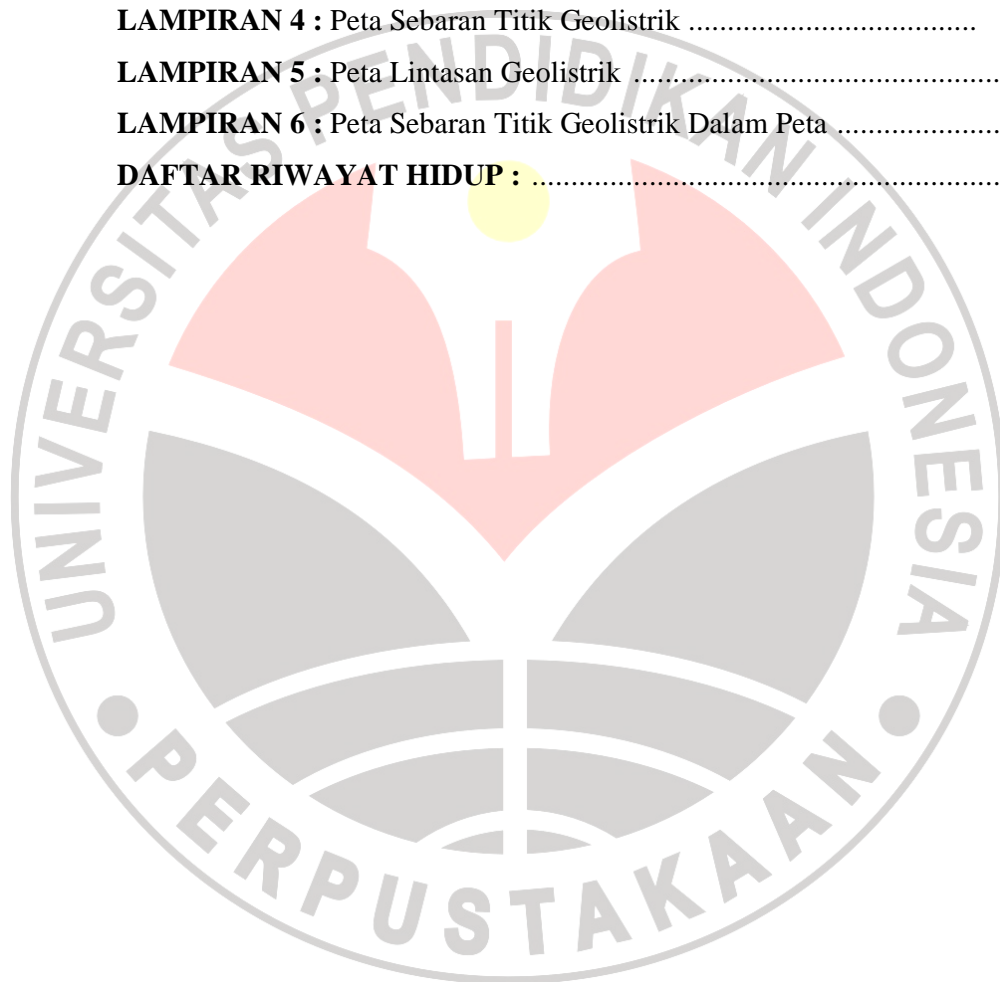 LAMPIRAN 4 : Peta Sebaran Titik Geolistrik .....................................
LAMPIRAN 5 : Peta Lintasan Geolistrik ...............................................
LAMPIRAN 6 : Peta Sebaran Titik Geolistrik Dalam Peta .....................
DAFTAR RIWAYAT HIDUP : ............................................................
UNIVERSITAS PENDIDIKAN INDONESIA
PERPUSTAKAAN